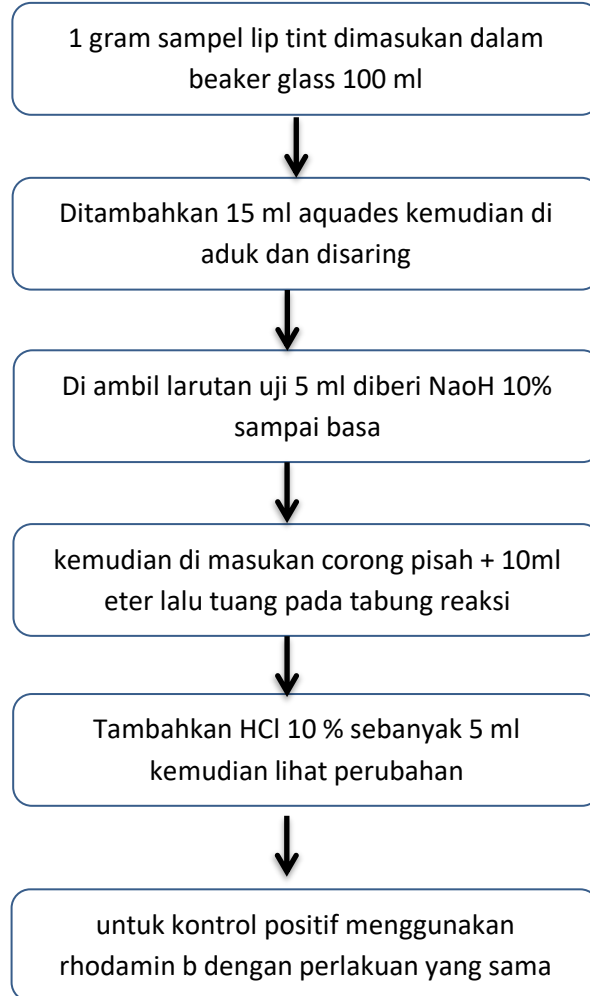 1 gram sampel lip tint dimasukan dalam
beaker glass 100 ml
Ditambahkan 15 ml aquades kemudian di
aduk dan disaring
Di ambil larutan uji 5 ml diberi NaoH 10%
sampai basa
kemudian di masukan corong pisah + 10ml
eter lalu tuang pada tabung reaksi
Tambahkan HCl 10 % sebanyak 5 ml
kemudian lihat perubahan
untuk kontrol positif menggunakan
rhodamin b dengan perlakuan yang sama